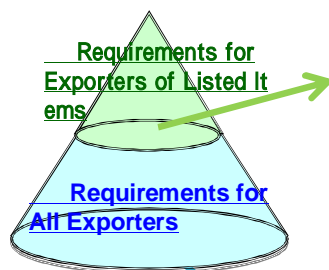 Requirements for
Exporters of Listed It
ems
Requirements for
All Exporters